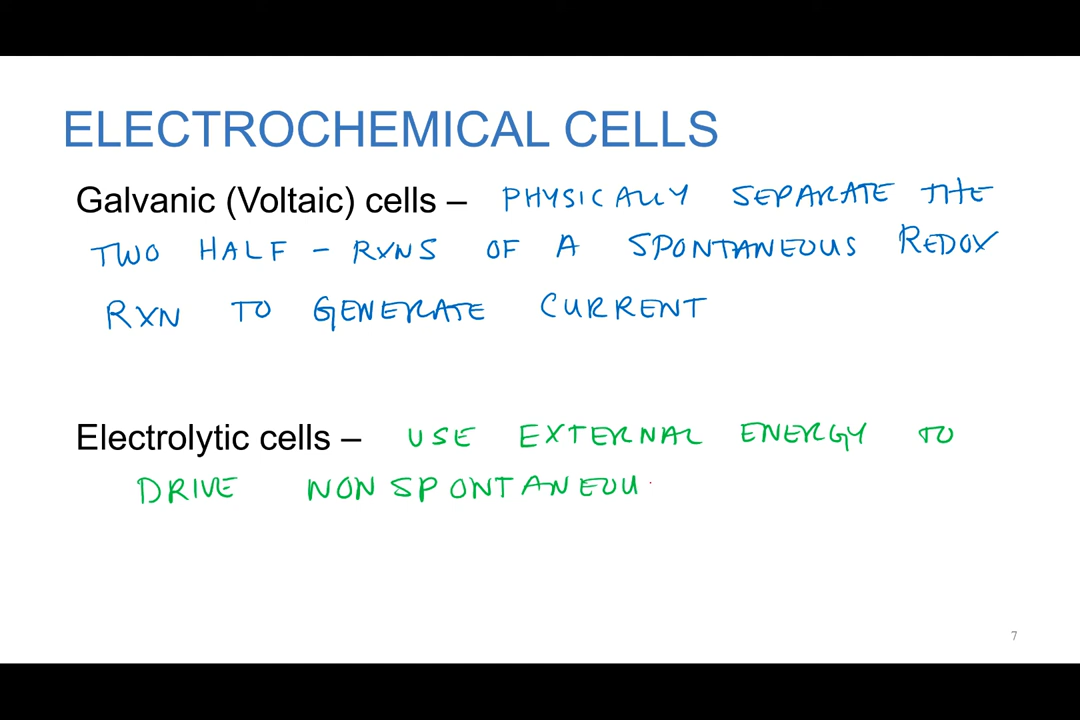 ELECTROCHEMICAL CELLS
Galvanic (Voltaic) cells – PHYSICALLY SEPARATE THE
TWO HALF - RXNS OF A SPONTANEOUS REDOX
RXN TO GENERATE CURRENT
Electrolytic cells – USE EXTERNAL ENERGY TO
DRIVE NONSPONTANEOU
7